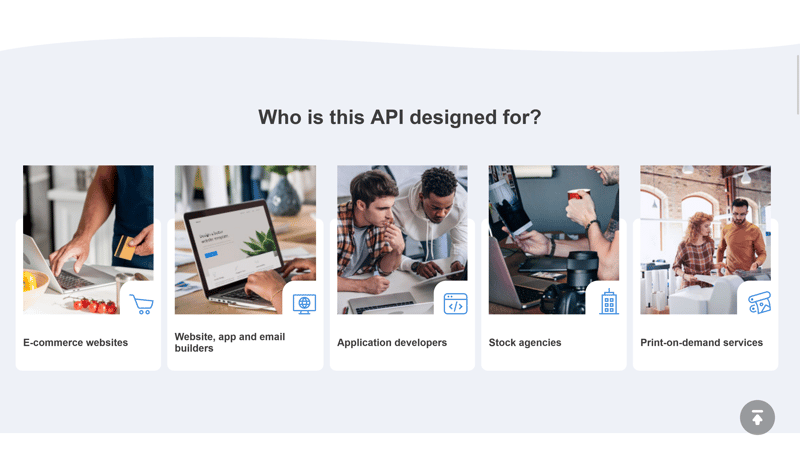 Who is this API designed for?
E-commerce websites
Website, app and email
builders
Application developers
Stock agencies
Print-on-demand services